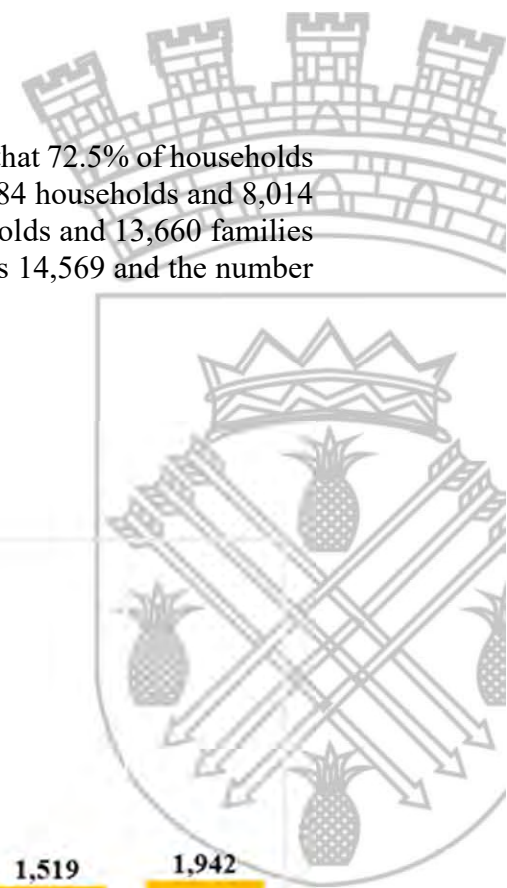 that 72.5% of households
84 households and 8,014
olds and 13,660 families
s 14,569 and the number
1,519 1,942